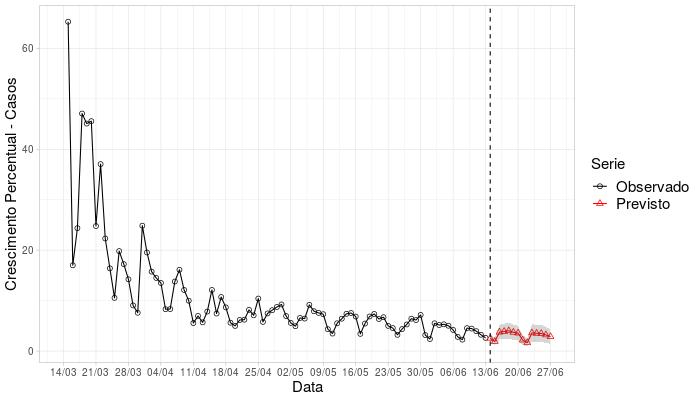 Crescimento Percentual - Casos
60
40
20
0
14/03 21/03 28/03 04/04 11/04 18/04 25/04 02/05 09/05 16/05 23/05 30/05 06/06 13/06 20/06 27/06
Data
Serie
Observado
Previsto